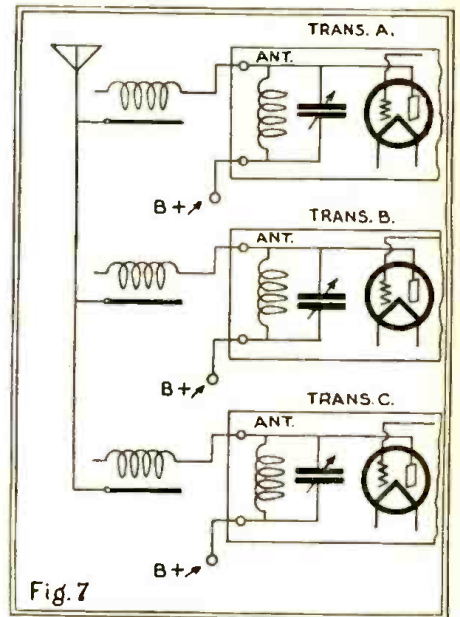 TRANS. A.
ANT.
B+
TRANS. B.
ANT.
B+
TRANS. C.
ANT.
B+
Fig. 7